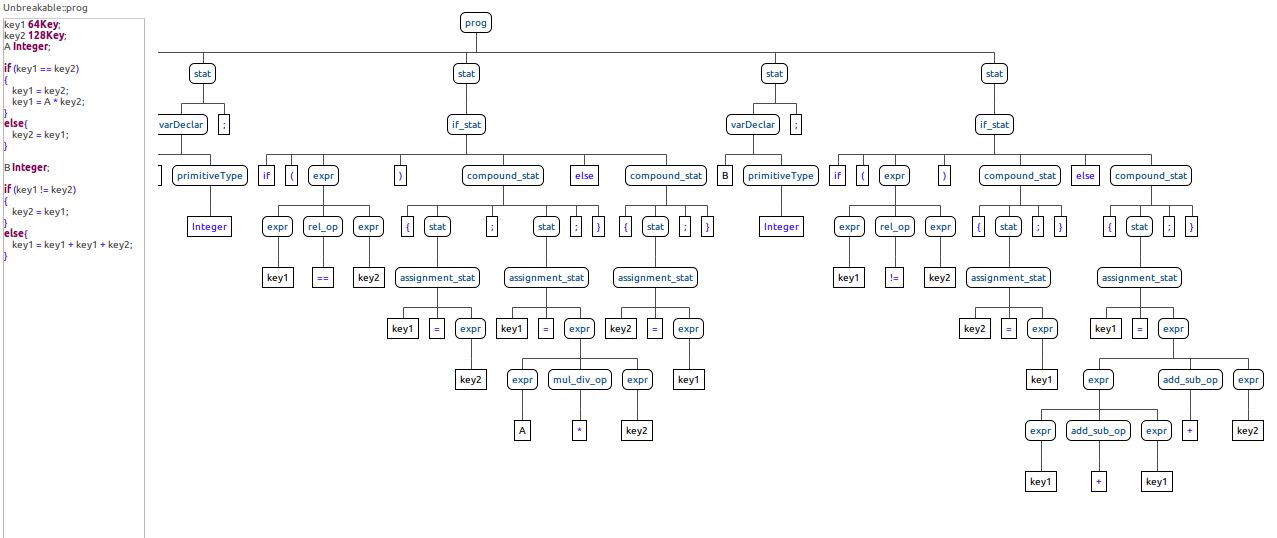 Unbreakable::prog
key1 64Key;
key2 128Key;
A Integer;
if (key1 == key2)
{
key1 = key2;
key1 = A * key2;
}
else{
key2 = key1;
}
B Integer;
if (key1 != key2)
{
key2 = key1;
}
else{
key1 = key1 + key1 + key2;
}
prog
stat stat stat stat
varDeclar ; if_stat varDeclar ; if_stat
primitiveType if ( expr ) compound_stat else compound_stat B primitiveType if ( expr ) compound_stat else compound_stat
Integer expr rel_op expr { stat ; stat ; } { stat ; } Integer expr rel_op expr { stat ; } { stat ; }
key1 == key2 assignment_stat assignment_stat assignment_stat key1 != key2 assignment_stat assignment_stat
key1 = expr key1 = expr key2 = expr key2 = expr key1 = expr
key2 expr mul_div_op expr key1 key1 expr add_sub_op expr
A * key2 expr add_sub_op expr + key2
key1 + key1